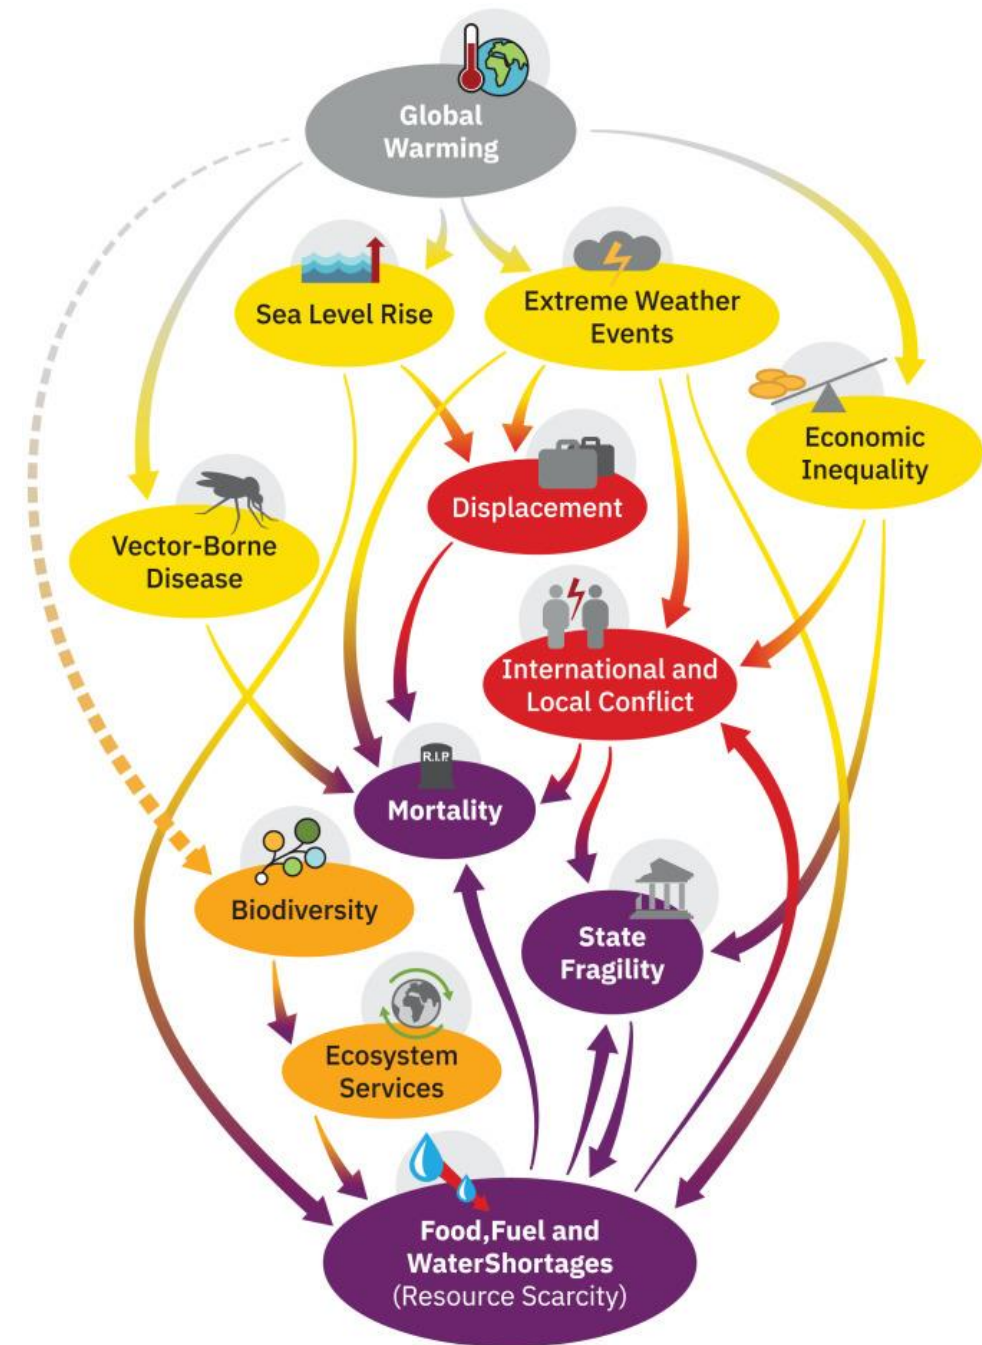 Global
Warming
Sea Level Rise
Extreme Weather
Events
Economic
Inequality
Displacement
Vector-Borne
Disease
International and
Local Conflict
R.I.P.
Mortality
Biodiversity
State
Fragility
Ecosystem
Services
Food,Fuel and
WaterShortages
(Resource Scarcity)